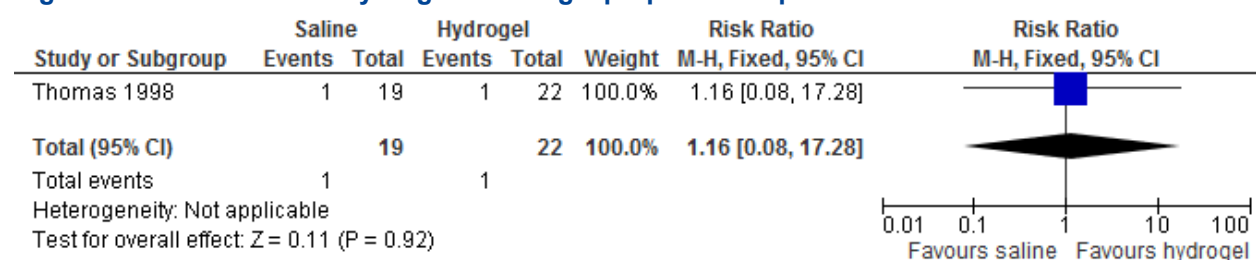 Saline Hydrogel Risk Ratio Risk Ratio
Study or Subgroup Events Total Events Total Weight M-H, Fixed, 95% CI M-H, Fixed, 95% CI
Thomas 1998 1 19 1 22 100.0% 1.16 [0.08, 17.28]
Total (95% CI) 19 22 100.0% 1.16 [0.08, 17.28]
Total events 1 1
Heterogeneity: Not applicable
Test for overall effect: Z = 0.11 (P = 0.92)
0.01 0.1 1 10 100
Favours saline Favours hydrogel